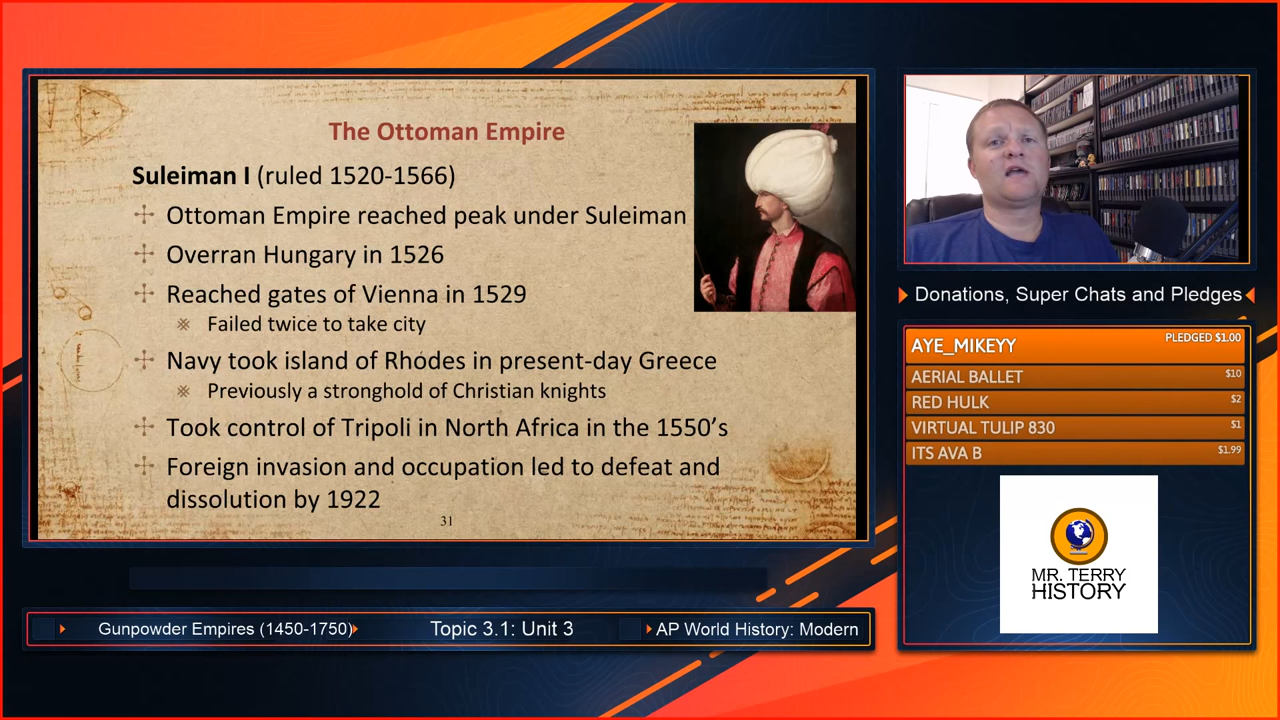 The Ottoman Empire
Suleiman I (ruled 1520-1566)
Ottoman Empire reached peak under Suleiman
Overran Hungary in 1526
Reached gates of Vienna in 1529
Failed twice to take city
Navy took island of Rhodes in present-day Greece
Previously a stronghold of Christian knights
Took control of Tripoli in North Africa in the 1550's
Foreign invasion and occupation led to defeat and
dissolution by 1922
31
Donations, Super Chats and Pledges
AYE_MIKEYY PLEDGED $1.00
AERIAL BALLET $10
RED HULK $2
VIRTUAL TULIP 830 $1
ITS AVA B $1.99
MR. TERRY
HISTORY
Gunpowder Empires (1450-1750) Topic 3.1: Unit 3 AP World History: Modern